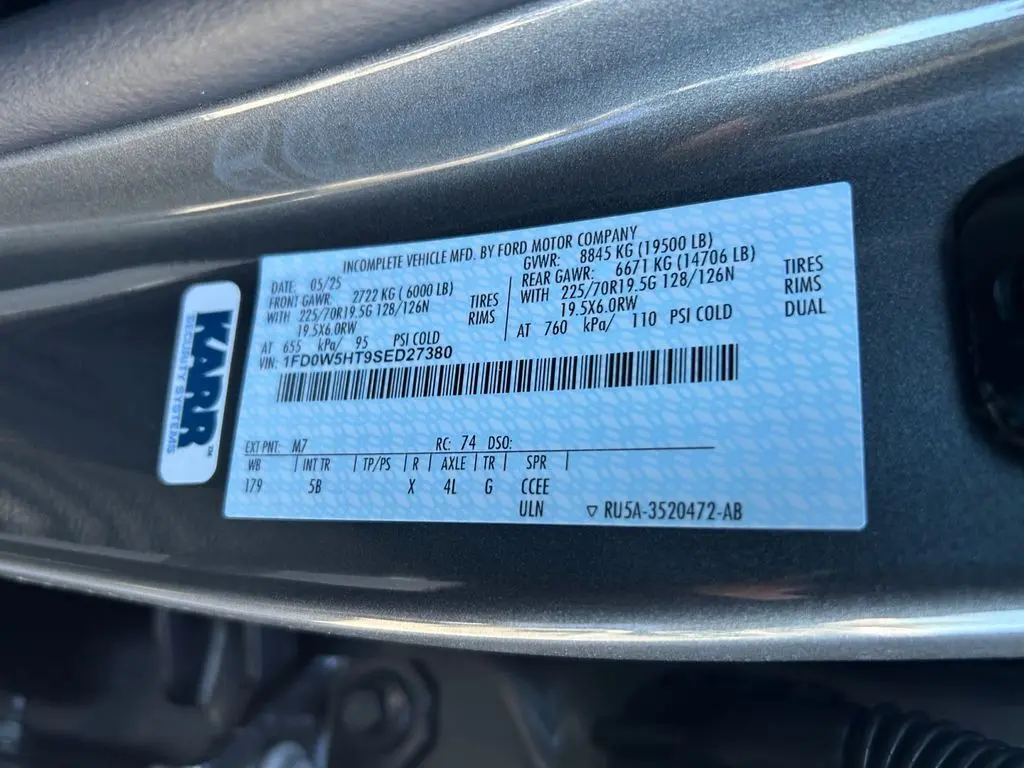 INCOMPLETE VEHICLE MFD. BY FORD MOTOR COMPANY
DATE: 05/25
GVWR: 8845 KG (19500 LB)
FRONT GAWR: 2722 KG ( 6000 LB)
REAR GAWR: 6671 KG (14706 LB)
WITH 225/70R19.5G 128/126N TIRES
WITH 225/70R19.5G 128/126N TIRES
19.5X6.0RW RIMS
19.5X6.0RW RIMS
AT 655 kPa/ 95 PSI COLD
AT 760 kPa/ 110 PSI COLD DUAL
VIN: 1FD0W5HT9SED27380
EXT PNT: M7 RC: 74 DSO:
WB | INT TR | TP/PS | R | AXLE | TR | SPR |
179 5B X 4L G CCEE
ULN ▽ RU5A-3520472-AB
KARR™
SECURITY SYSTEMS